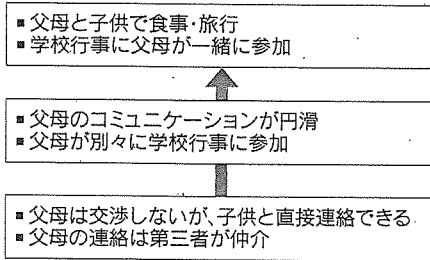 ▪ 父母と子供で食事・旅行
▪ 学校行事に父母が一緒に参加
▪ 父母のコミュニケーションが円滑
▪ 父母が別々に学校行事に参加
▪ 父母は交渉しないが、子供と直接連絡できる
▪ 父母の連絡は第三者が仲介